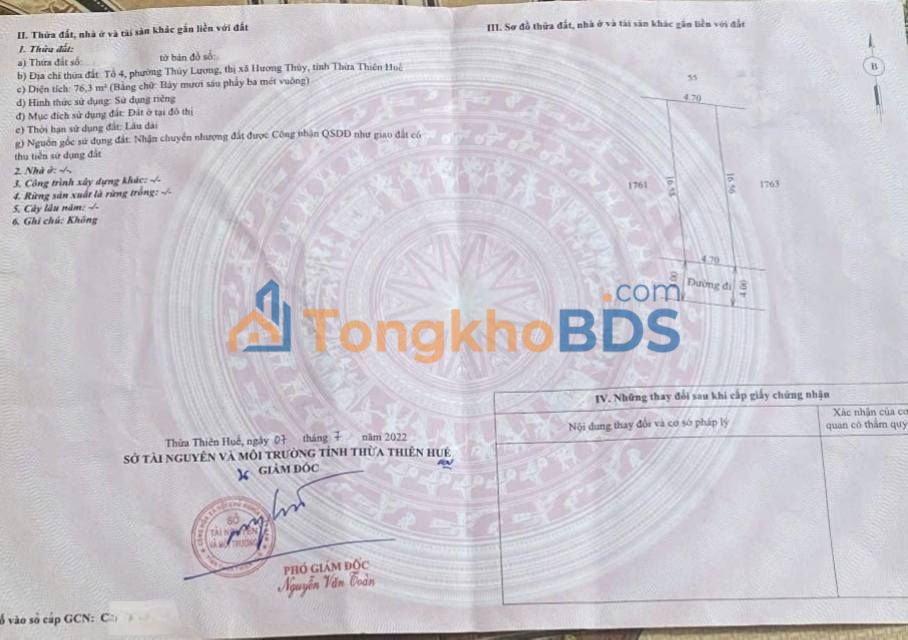 II. Thửa đất, nhà ở và tài sản khác gắn liền với đất
1. Thửa đất:
a) Thửa đất số: tờ bản đồ số:
b) Địa chỉ thửa đất: Tổ 4, phường Thủy Lương, thị xã Hương Thủy, tỉnh Thừa Thiên Huế
c) Diện tích: 76,3 m² (Bằng chữ: Bảy mươi sáu phẩy ba mét vuông)
d) Hình thức sử dụng: Sử dụng riêng
đ) Mục đích sử dụng đất: Đất ở tại đô thị
e) Thời hạn sử dụng đất: Lâu dài
g) Nguồn gốc sử dụng đất: Nhận chuyển nhượng đất được Công nhận QSDĐ như giao đất có
thu tiền sử dụng đất
2. Nhà ở: -/-
3. Công trình xây dựng khác: -/-
4. Rừng sản xuất là rừng trồng: -/-
5. Cây lâu năm: -/-
6. Ghi chú: Không
III. Sơ đồ thửa đất, nhà ở và tài sản khác gắn liền với đất
B
55
4.70
1761
1763
4.70
Đường đi
4.00
TongkhoBDS
.com
Thừa Thiên Huế, ngày 07 tháng 7 năm 2022
SỞ TÀI NGUYÊN VÀ MÔI TRƯỜNG TỈNH THỪA THIÊN HUẾ
GIÁM ĐỐC
SỞ
TÀI NGUYÊN
VÀ MÔI TRƯỜNG
PHÓ GIÁM ĐỐC
Nguyễn Văn Toàn
IV. Những thay đổi sau khi cấp giấy chứng nhận
Nội dung thay đổi và cơ sở pháp lý
Xác nhận của cơ
quan có thẩm quy
ố vào sổ cấp GCN: